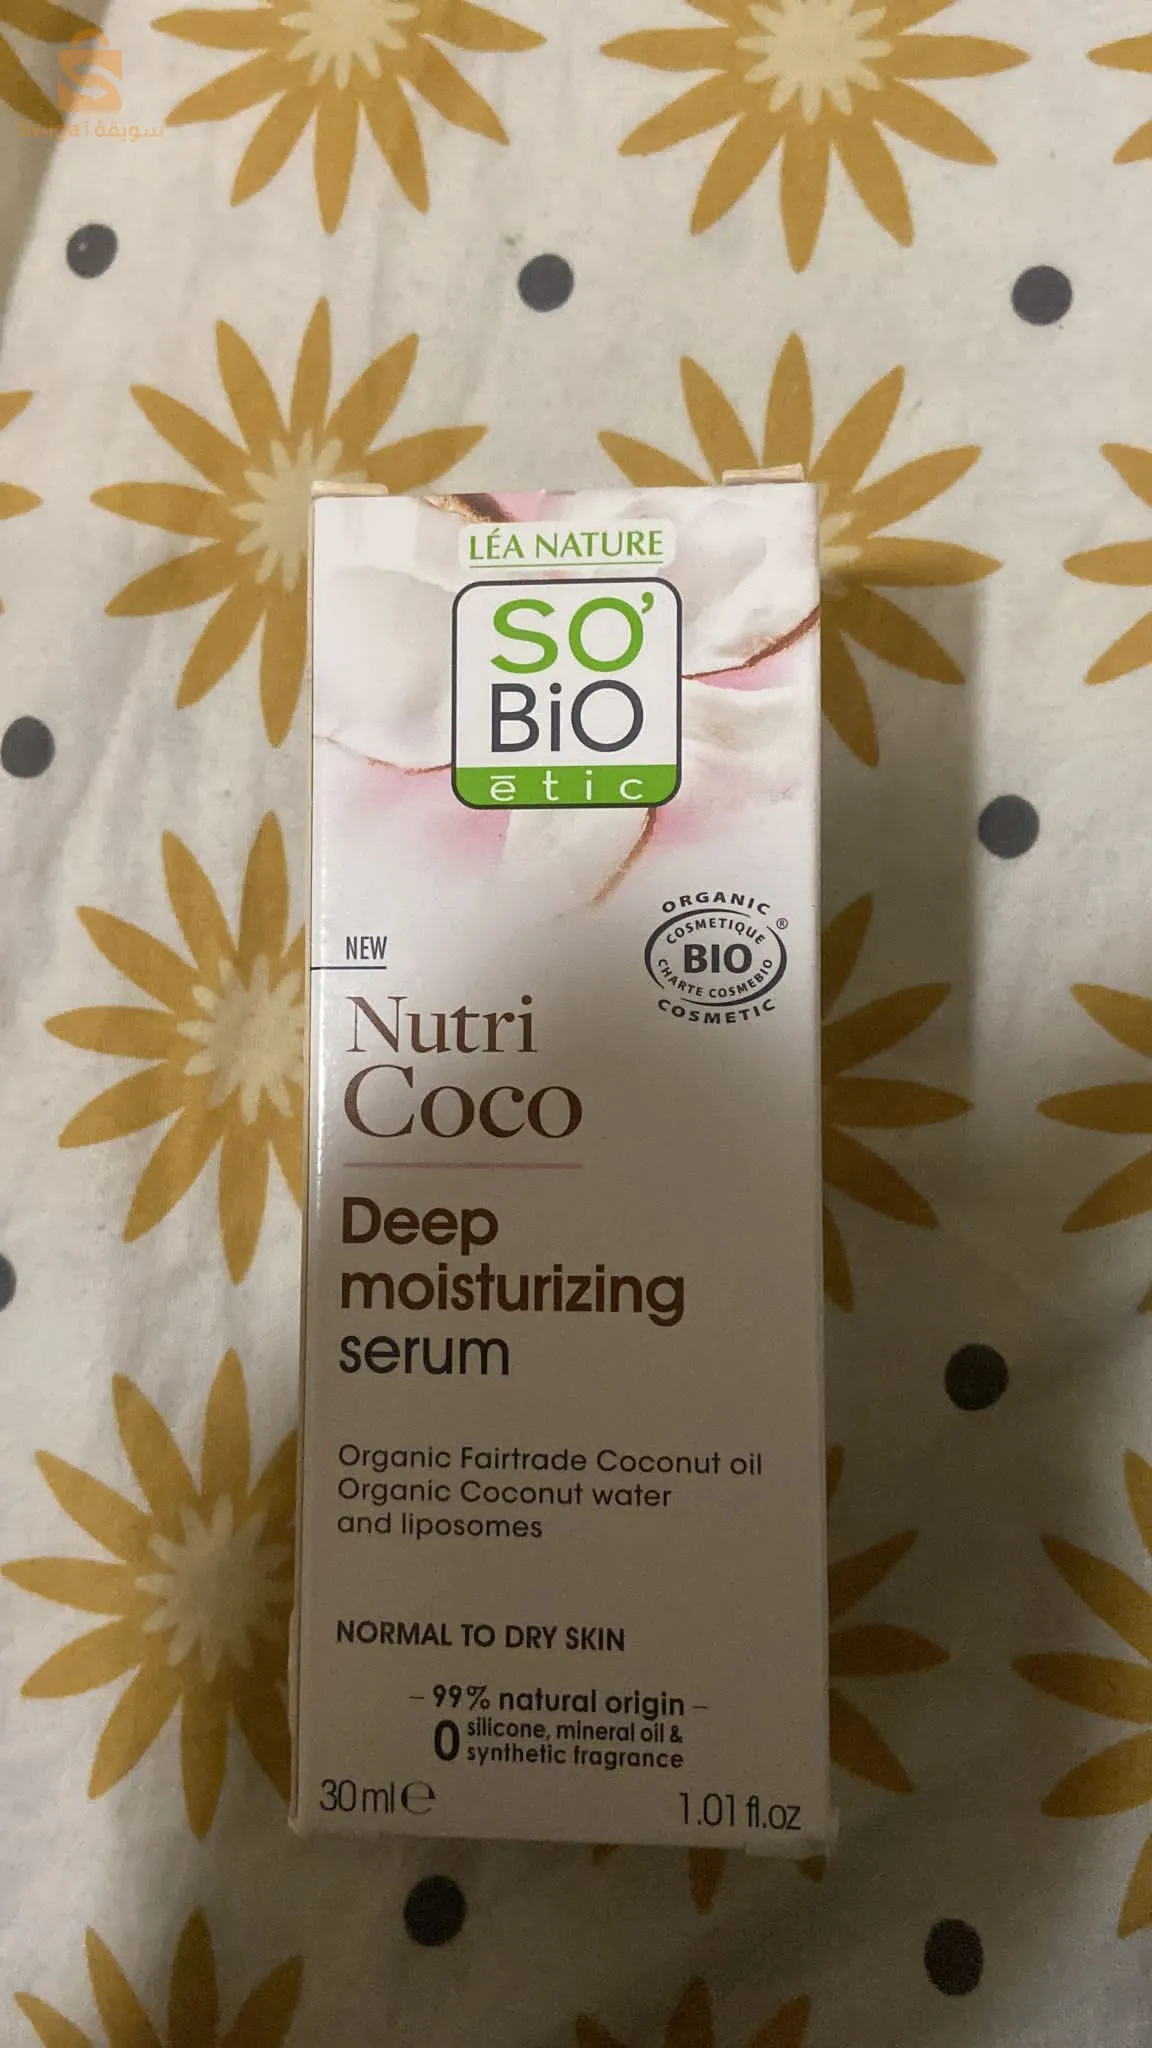 سويقة
LÉA NATURE
SO'
BiO
ētic
ORGANIC
COSMETIQUE
BIO
CHARTE COSMEBIO
COSMETIC
®
NEW
Nutri
Coco
Deep
moisturizing
serum
Organic Fairtrade Coconut oil
Organic Coconut water
and liposomes
NORMAL TO DRY SKIN
– 99% natural origin –
0 silicone, mineral oil &
synthetic fragrance
30 ml ℮
1.01 fl.oz